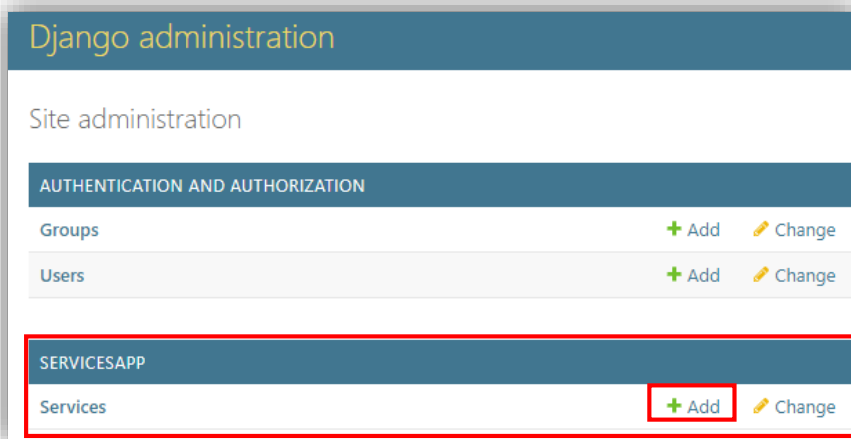 Django administration
Site administration
AUTHENTICATION AND AUTHORIZATION
Groups Add Change
Users Add Change
SERVICESAPP
Services Add Change